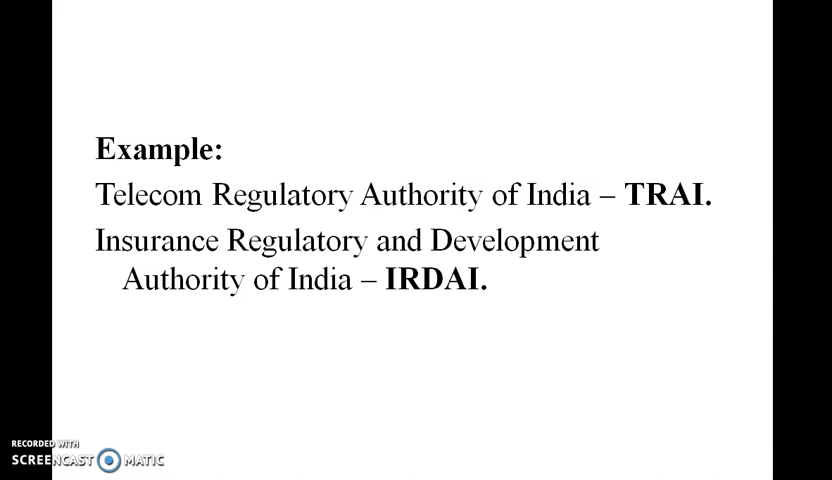 Example:
Telecom Regulatory Authority of India – TRAI.
Insurance Regulatory and Development
Authority of India – IRDAI.
RECORDED WITH
SCREENCAST MATIC